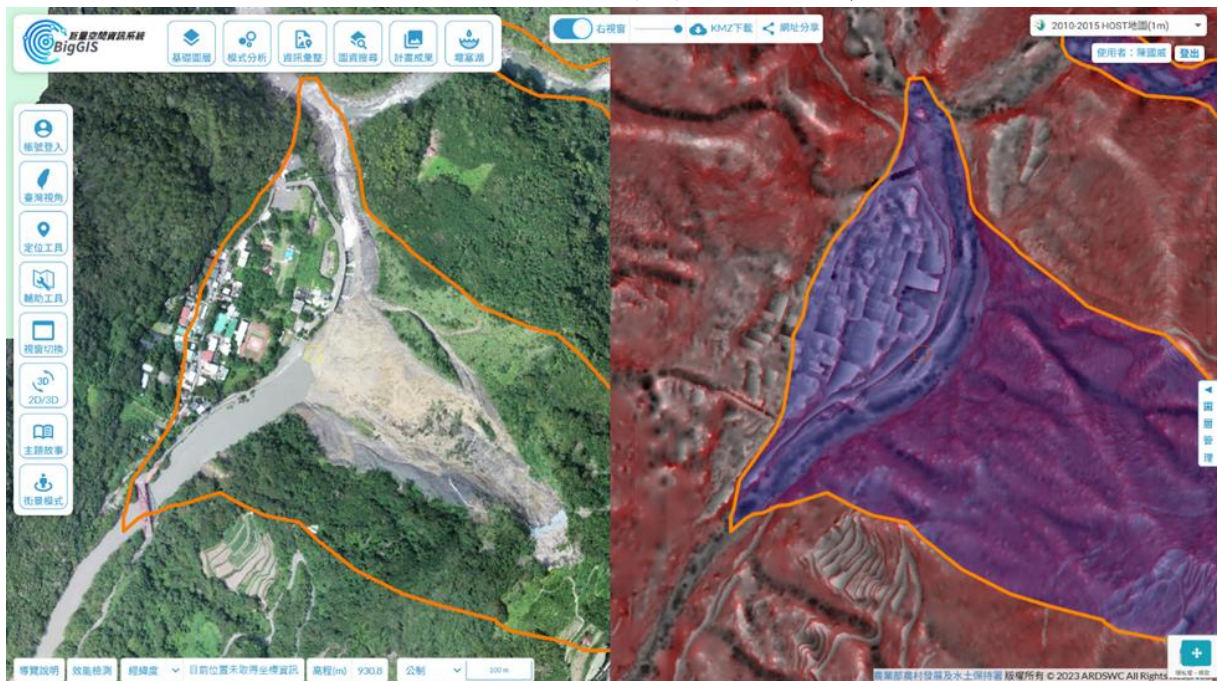 巨量空間資訊系統
BigGIS
基礎圖層
模式分析
資訊彙整
圖資搜尋
計畫成果
堰塞湖
右視窗
KMZ下載
網址分享
2010-2015 HOST地圖(1m)
使用者：陳國威
登出
帳號登入
臺灣視角
定位工具
輔助工具
視窗切換
3D
2D/3D
主題故事
街景模式
圖層管理
導覽說明
效能檢測
經緯度
目前位置未取得坐標資訊
高程(m)
930.8
公制
200 m
農業部農村發展及水土保持署 版權所有 © 2023 ARDSWC All Rights Rese